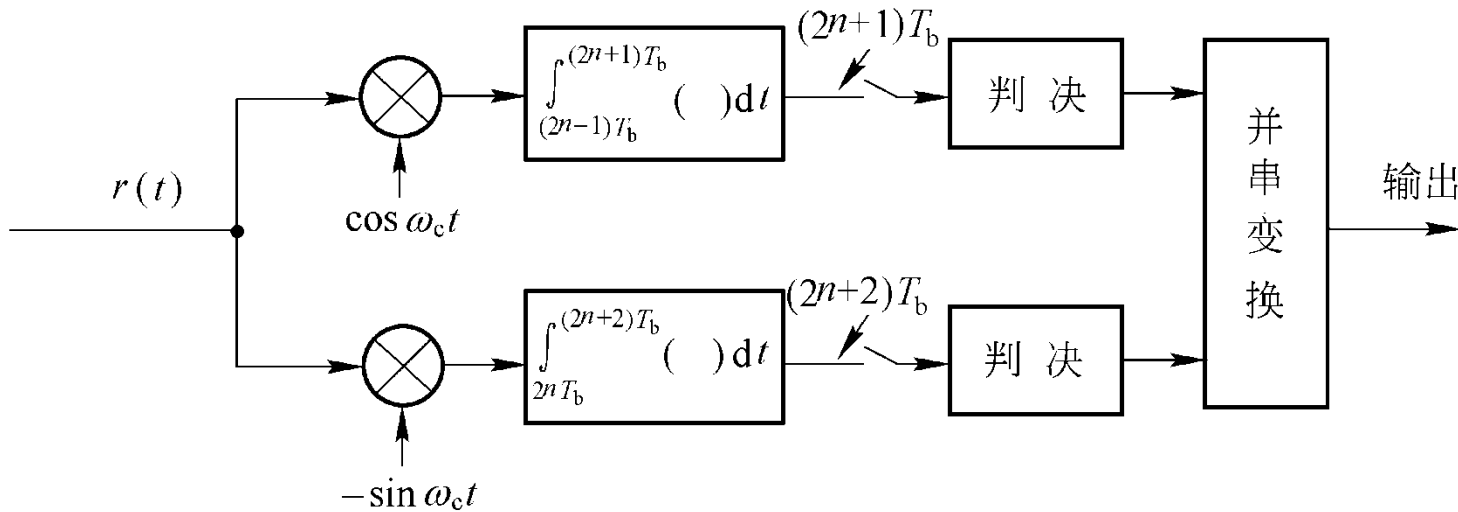 r(t)
cos ω_c t
∫_{(2n−1)T_b}^{(2n+1)T_b} ( )dt
(2n+1)T_b
判决
−sin ω_c t
∫_{2nT_b}^{(2n+2)T_b} ( )dt
(2n+2)T_b
判决
并串变换
输出